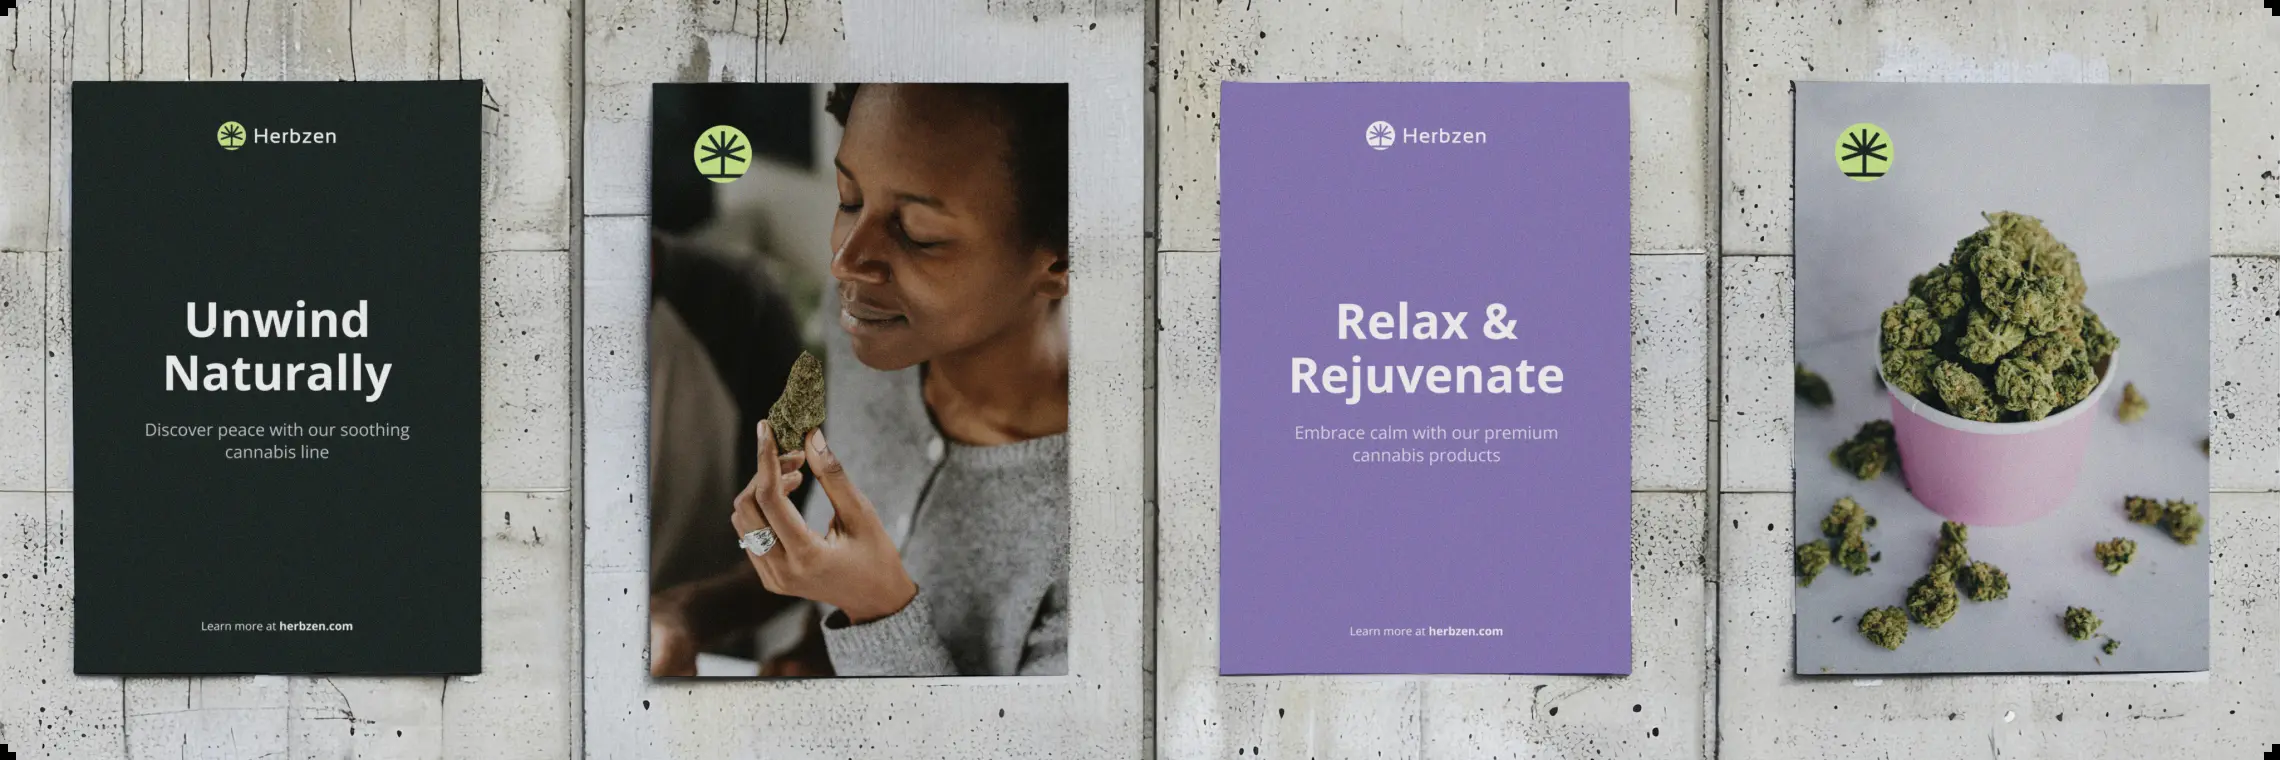 Herbzen
Unwind
Naturally
Discover peace with our soothing
cannabis line
Learn more at herbzen.com
Herbzen
Relax &
Rejuvenate
Embrace calm with our premium
cannabis products
Learn more at herbzen.com